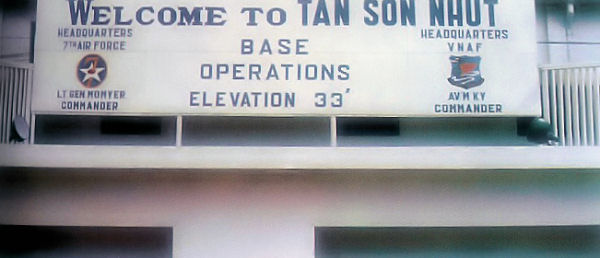 WELCOME TO TAN SON NHUT
HEADQUARTERS
7TH AIR FORCE
LT GEN MOMYER
COMMANDER
BASE
OPERATIONS
ELEVATION 33'
HEADQUARTERS
VNAF
AVM KY
COMMANDER